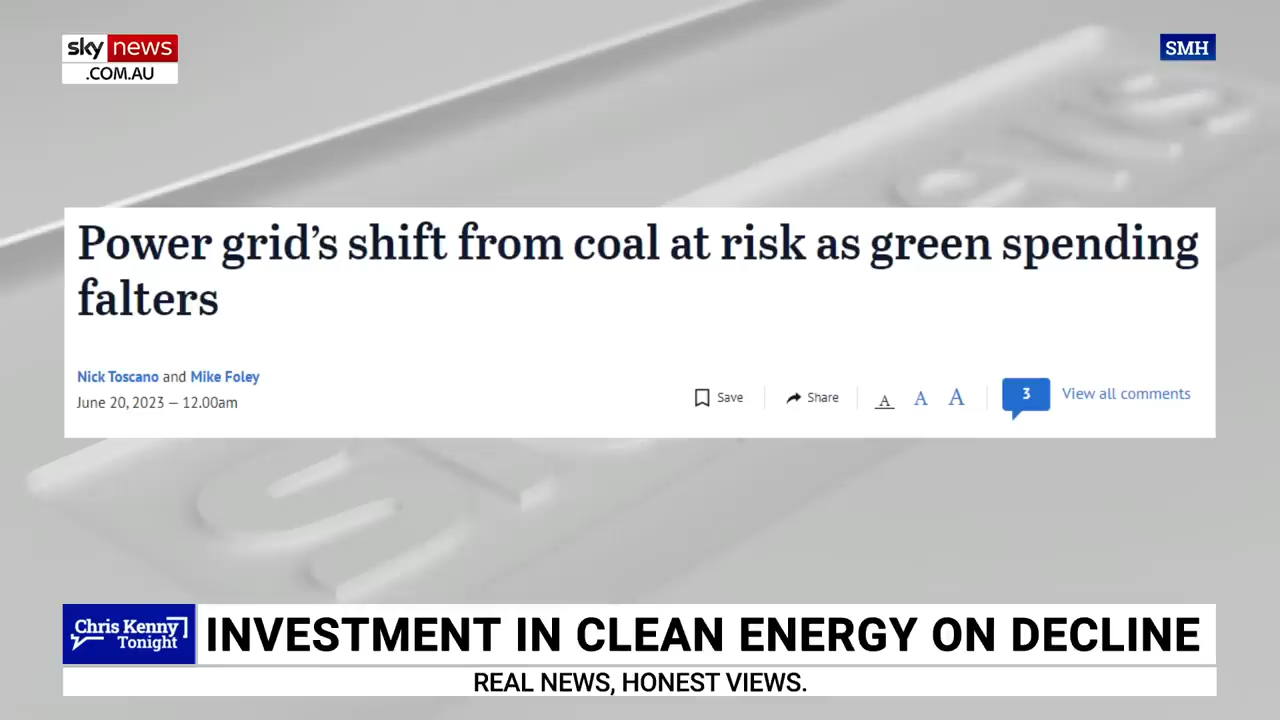 sky news
.COM.AU
SMH
Power grid's shift from coal at risk as green spending
falters
Nick Toscano and Mike Foley
June 20, 2023 — 12.00am
Save
Share
A A A
3
View all comments
Chris Kenny
Tonight
INVESTMENT IN CLEAN ENERGY ON DECLINE
REAL NEWS, HONEST VIEWS.